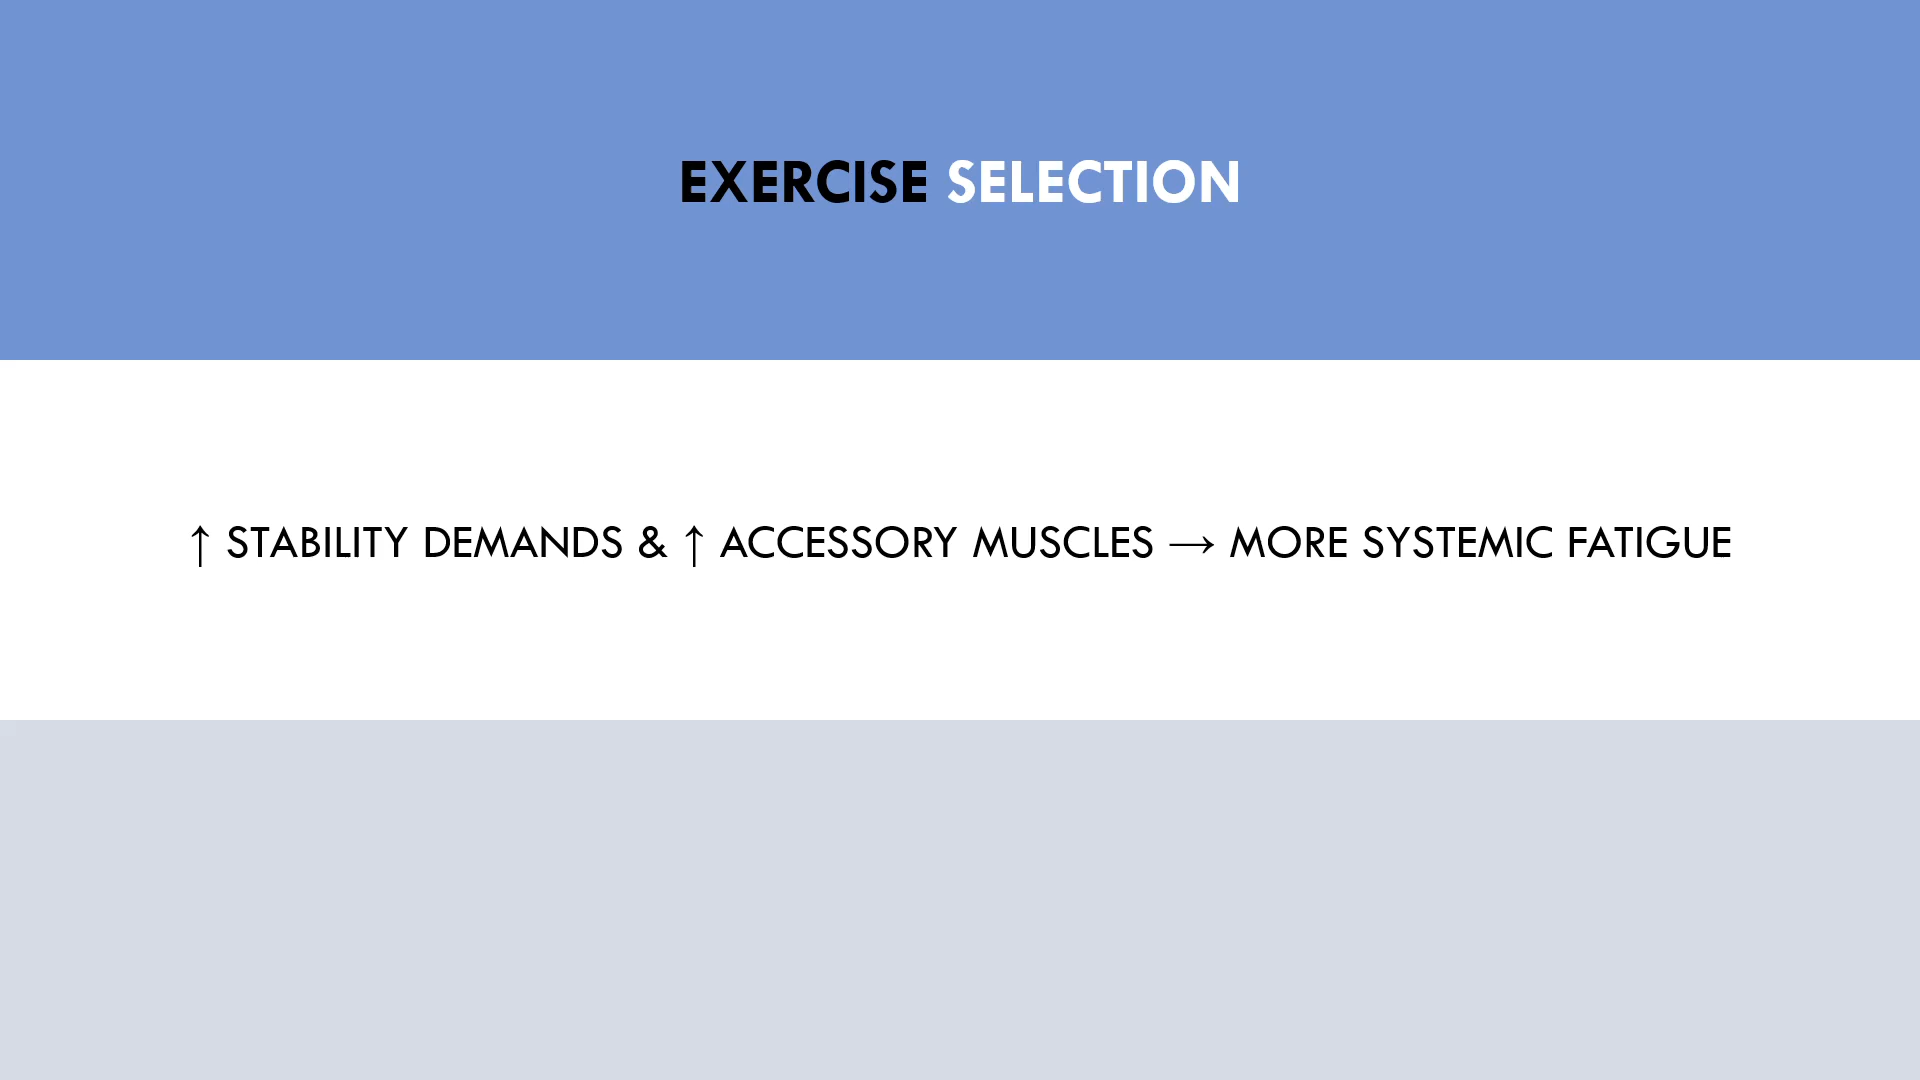 EXERCISE SELECTION
↑ STABILITY DEMANDS & ↑ ACCESSORY MUSCLES → MORE SYSTEMIC FATIGUE